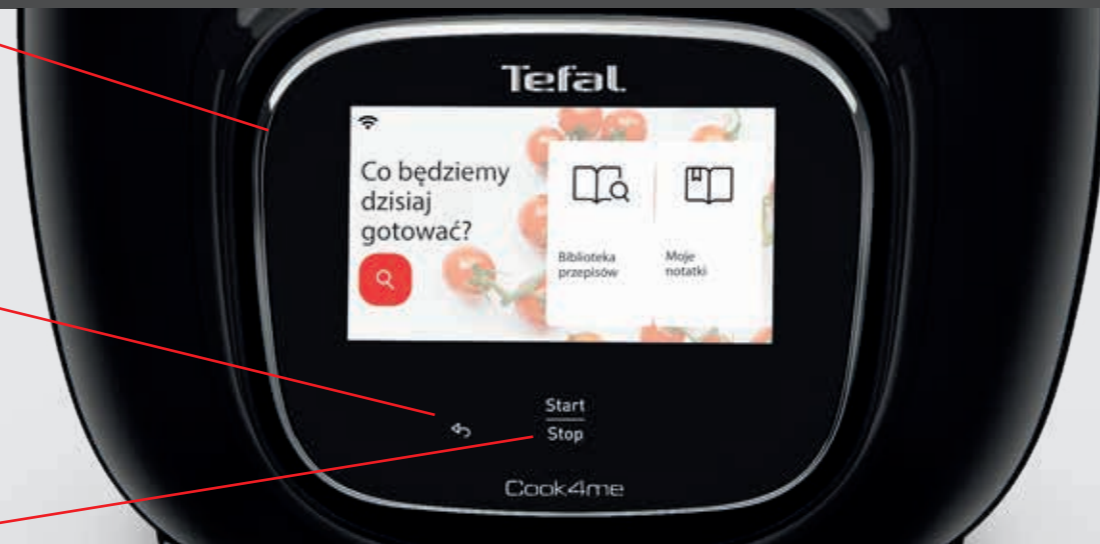 Tefal
Co będziemy
dzisiaj
gotować?
Biblioteka
przepisów
Moje
notatki
Start
Stop
Cook4me